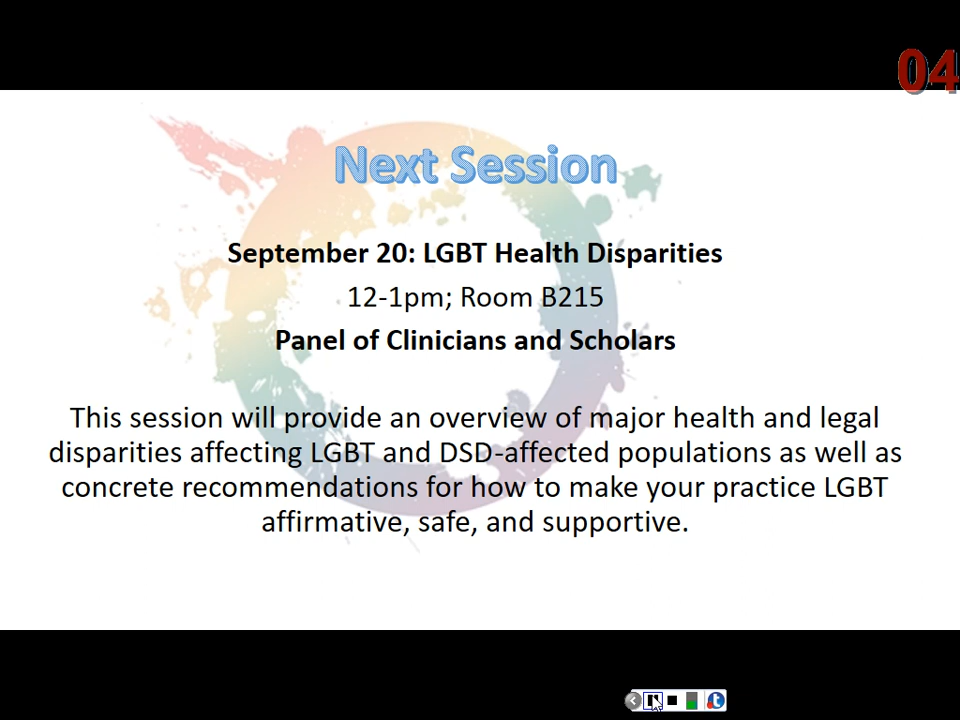 04
Next Session
September 20: LGBT Health Disparities
12-1pm; Room B215
Panel of Clinicians and Scholars
This session will provide an overview of major health and legal
disparities affecting LGBT and DSD-affected populations as well as
concrete recommendations for how to make your practice LGBT
affirmative, safe, and supportive.